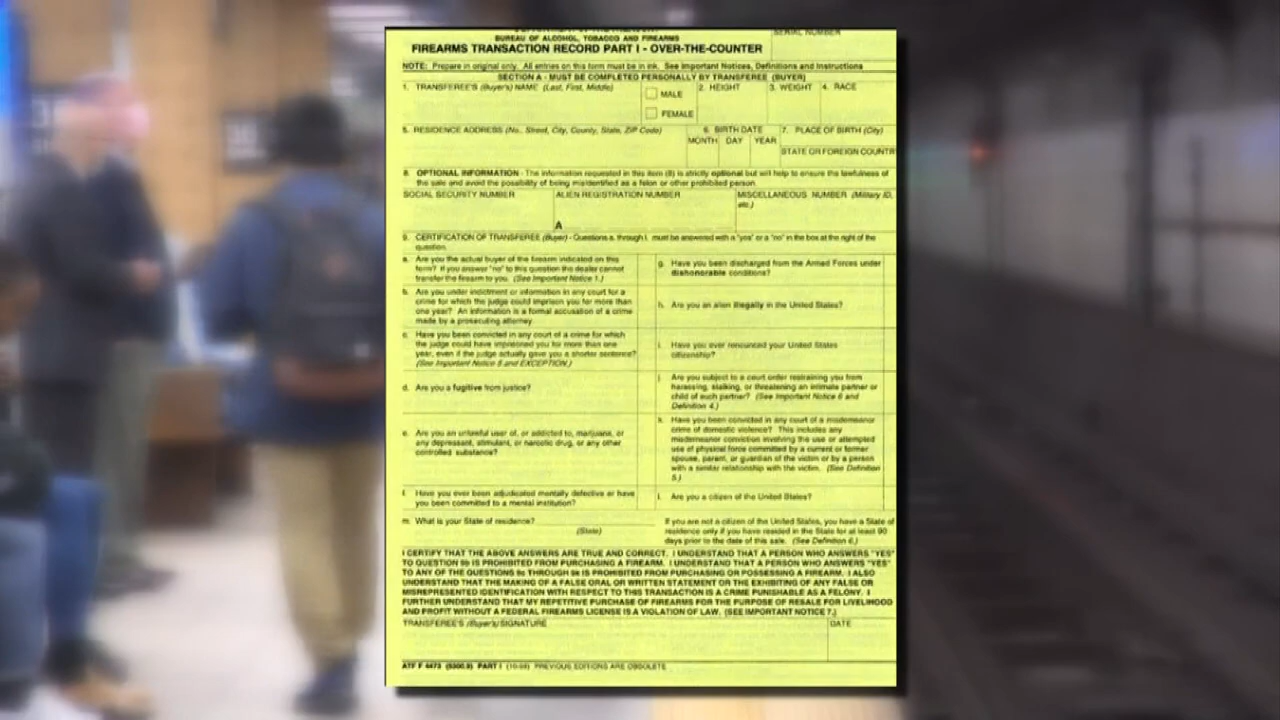 DEPARTMENT OF THE TREASURY
BUREAU OF ALCOHOL, TOBACCO AND FIREARMS
FIREARMS TRANSACTION RECORD PART I - OVER-THE-COUNTER
SERIAL NUMBER
NOTE: Prepare in original only. All entries on this form must be in ink. See Important Notices, Definitions and Instructions
SECTION A - MUST BE COMPLETED PERSONALLY BY TRANSFEREE (BUYER)
1. TRANSFEREE'S (Buyer's) NAME (Last, First, Middle)
MALE
FEMALE
2. HEIGHT
3. WEIGHT
4. RACE
5. RESIDENCE ADDRESS (No., Street, City, County, State, ZIP Code)
6. BIRTH DATE
MONTH DAY YEAR
7. PLACE OF BIRTH (City)
STATE OR FOREIGN COUNTR
8. OPTIONAL INFORMATION - The information requested in this item (8) is strictly optional but will help to ensure the lawfulness of
the sale and avoid the possibility of being misidentified as a felon or other prohibited person.
SOCIAL SECURITY NUMBER
ALIEN REGISTRATION NUMBER
A
MISCELLANEOUS NUMBER (Military ID,
etc.)
9. CERTIFICATION OF TRANSFEREE (Buyer) - Questions a. through l. must be answered with a "yes" or a "no" in the box at the right of the
question.
a. Are you the actual buyer of the firearm indicated on this
form? If you answer "no" to this question the dealer cannot
transfer the firearm to you. (See Important Notice 1.)
b. Are you under indictment or information in any court for a
crime for which the judge could imprison you for more than
one year? An information is a formal accusation of a crime
made by a prosecuting attorney.
c. Have you been convicted in any court of a crime for which
the judge could have imprisoned you for more than one
year, even if the judge actually gave you a shorter sentence?
(See Important Notice 5 and EXCEPTION.)
d. Are you a fugitive from justice?
e. Are you an unlawful user of, or addicted to, marijuana, or
any depressant, stimulant, or narcotic drug, or any other
controlled substance?
f. Have you ever been adjudicated mentally defective or have
you been committed to a mental institution?
g. Have you been discharged from the Armed Forces under
dishonorable conditions?
h. Are you an alien illegally in the United States?
i. Have you ever renounced your United States
citizenship?
j. Are you subject to a court order restraining you from
harassing, stalking, or threatening an intimate partner or
child of such partner? (See Important Notice 6 and
Definition 4.)
k. Have you been convicted in any court of a misdemeanor
crime of domestic violence? This includes any
misdemeanor conviction involving the use or attempted
use of physical force committed by a current or former
spouse, parent, or guardian of the victim or by a person
with a similar relationship with the victim. (See Definition
5.)
l. Are you a citizen of the United States?
m. What is your State of residence?
(State)
If you are not a citizen of the United States, you have a State of
residence only if you have resided in the State for at least 90
days prior to the date of this sale. (See Definition 6.)
I CERTIFY THAT THE ABOVE ANSWERS ARE TRUE AND CORRECT. I UNDERSTAND THAT A PERSON WHO ANSWERS "YES"
TO QUESTION 9b IS PROHIBITED FROM PURCHASING A FIREARM. I UNDERSTAND THAT A PERSON WHO ANSWERS "YES"
TO ANY OF THE QUESTIONS 9c THROUGH 9k IS PROHIBITED FROM PURCHASING OR POSSESSING A FIREARM. I ALSO
UNDERSTAND THAT THE MAKING OF A FALSE ORAL OR WRITTEN STATEMENT OR THE EXHIBITING OF ANY FALSE OR
MISREPRESENTED IDENTIFICATION WITH RESPECT TO THIS TRANSACTION IS A CRIME PUNISHABLE AS A FELONY. I
FURTHER UNDERSTAND THAT MY REPETITIVE PURCHASE OF FIREARMS FOR THE PURPOSE OF RESALE FOR LIVELIHOOD
AND PROFIT WITHOUT A FEDERAL FIREARMS LICENSE IS A VIOLATION OF LAW. (SEE IMPORTANT NOTICE 7.)
TRANSFEREE'S (Buyer's) SIGNATURE
DATE
ATF F 4473 (5300.9) PART I PREVIOUS EDITIONS ARE OBSOLETE